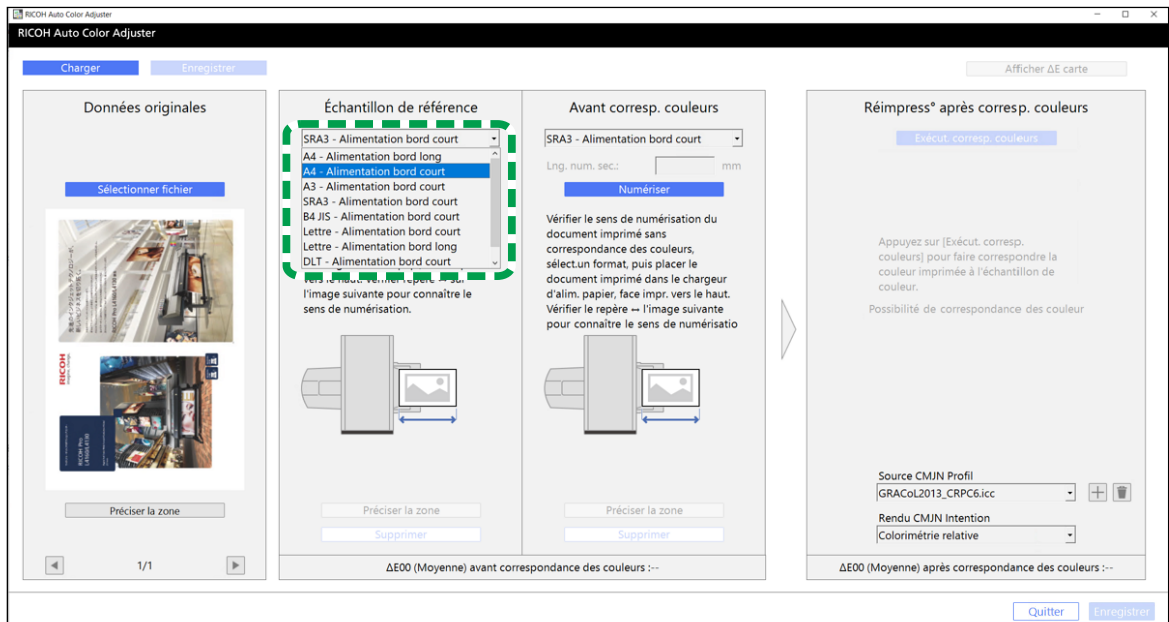 RICOH Auto Color Adjuster
RICOH Auto Color Adjuster
Charger
Enregistrer
Afficher ΔE carte
Données originales
Sélectionner fichier
RICOH
RICOH Pro
L4160/L4130
Préciser la zone
1/1
Échantillon de référence
SRA3 - Alimentation bord court
A4 - Alimentation bord long
A4 - Alimentation bord court
A3 - Alimentation bord court
SRA3 - Alimentation bord court
B4 JIS - Alimentation bord court
Lettre - Alimentation bord court
Lettre - Alimentation bord long
DLT - Alimentation bord court
l'image suivante pour connaître le
sens de numérisation.
Préciser la zone
Supprimer
Avant corresp. couleurs
SRA3 - Alimentation bord court
Lng. num. sec.:
mm
Numériser
Vérifier le sens de numérisation du
document imprimé sans
correspondance des couleurs,
sélect.un format, puis placer le
document imprimé dans le chargeur
d'alim. papier, face impr. vers le haut.
Vérifier le repère ↔ l'image suivante
pour connaître le sens de numérisatio
Préciser la zone
Supprimer
ΔE00 (Moyenne) avant correspondance des couleurs :--
Réimpress° après corresp. couleurs
Exécut. corresp. couleurs
Appuyez sur [Exécut. corresp.
couleurs] pour faire correspondre la
couleur imprimée à l'échantillon de
couleur.
Possibilité de correspondance des couleur
Source CMJN Profil
GRACoL2013_CRPC6.icc
Rendu CMJN Intention
Colorimétrie relative
ΔE00 (Moyenne) après correspondance des couleurs :--
Quitter
Enregistrer